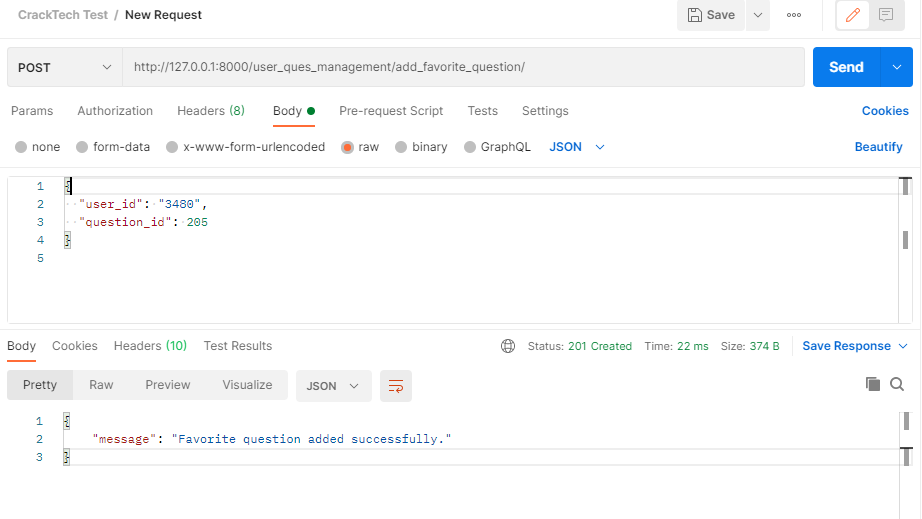 CrackTech Test / New Request
Save
POST
http://127.0.0.1:8000/user_ques_management/add_favorite_question/
Send
Params Authorization Headers (8) Body Pre-request Script Tests Settings Cookies
none form-data x-www-form-urlencoded raw binary GraphQL JSON Beautify
1 {
2 "user_id": "3480",
3 "question_id": 205
4 }
5
Body Cookies Headers (10) Test Results Status: 201 Created Time: 22 ms Size: 374 B Save Response
Pretty Raw Preview Visualize JSON
1 {
2 "message": "Favorite question added successfully."
3 }